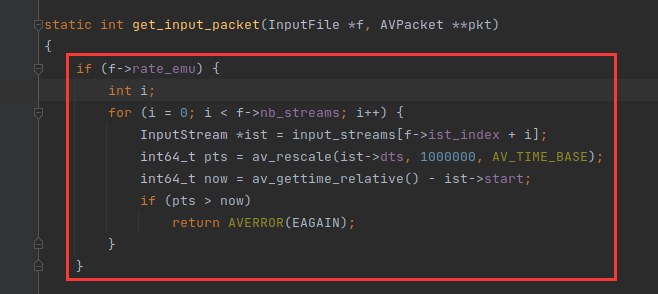 static int get_input_packet(InputFile *f, AVPacket **pkt)
{
    if (f->rate_emu) {
        int i;
        for (i = 0; i < f->nb_streams; i++) {
            InputStream *ist = input_streams[f->ist_index + i];
            int64_t pts = av_rescale(ist->dts, 1000000, AV_TIME_BASE);
            int64_t now = av_gettime_relative() - ist->start;
            if (pts > now)
                return AVERROR(EAGAIN);
        }
    }